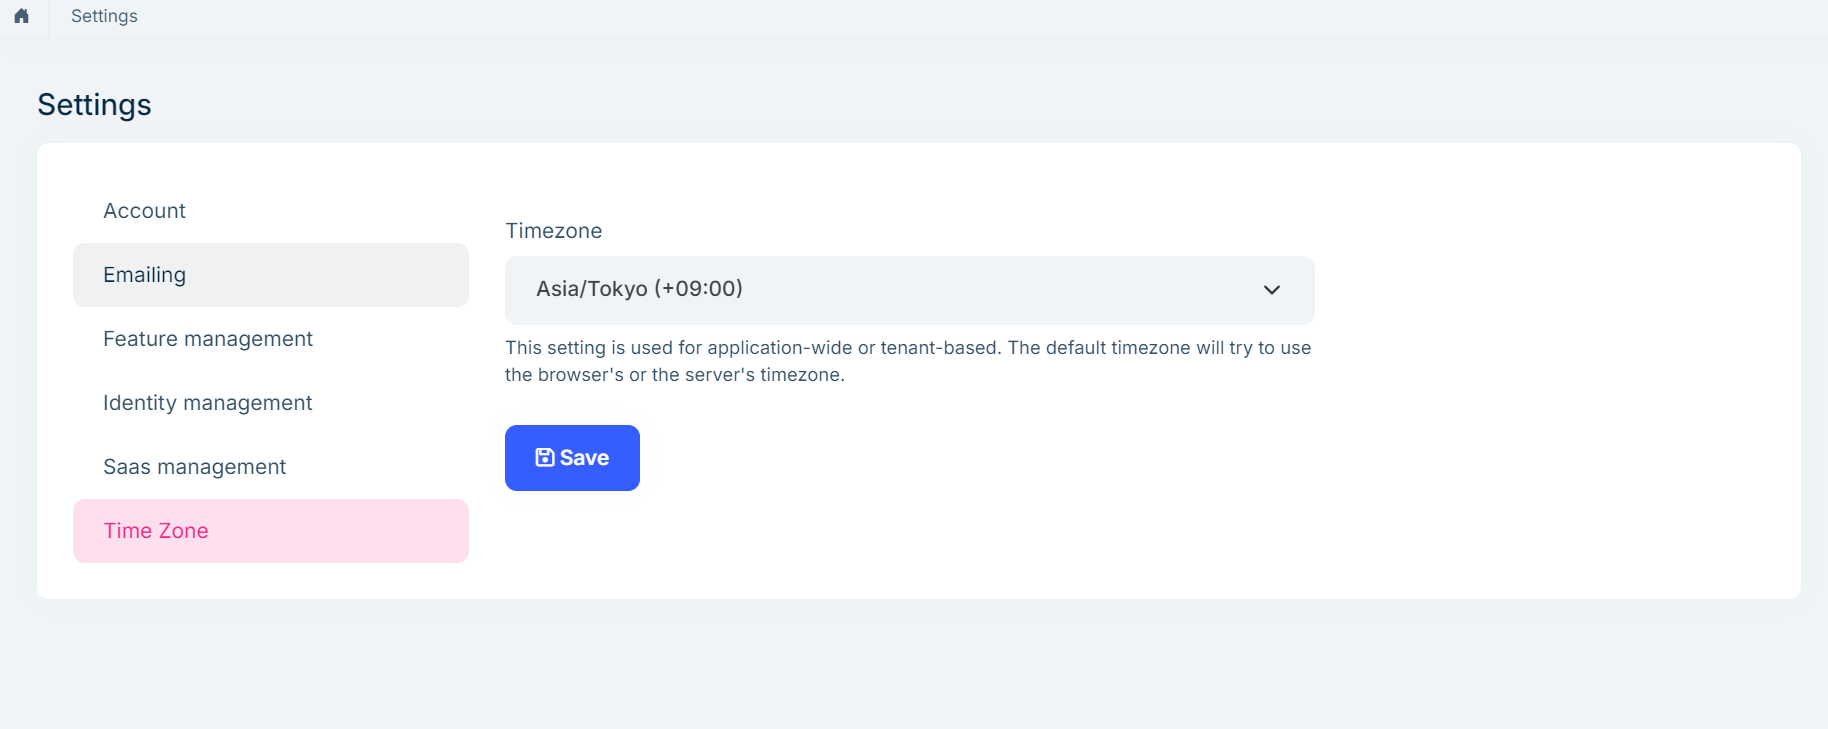 Settings
Settings
Account
Emailing
Feature management
Identity management
Saas management
Time Zone
Timezone
Asia/Tokyo (+09:00)
This setting is used for application-wide or tenant-based. The default timezone will try to use
the browser's or the server's timezone.
Save